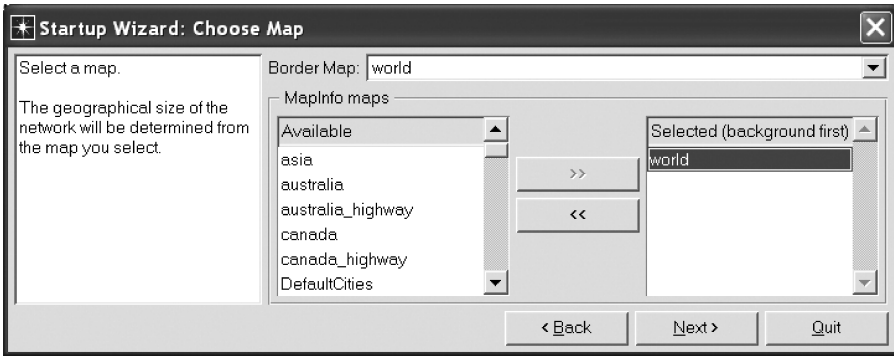 Startup Wizard: Choose Map
Select a map.
The geographical size of the
network will be determined from
the map you select.
Border Map: world
MapInfo maps
Available
asia
australia
australia_highway
canada
canada_highway
DefaultCities
>>
<<
Selected (background first)
world
< Back
Next >
Quit